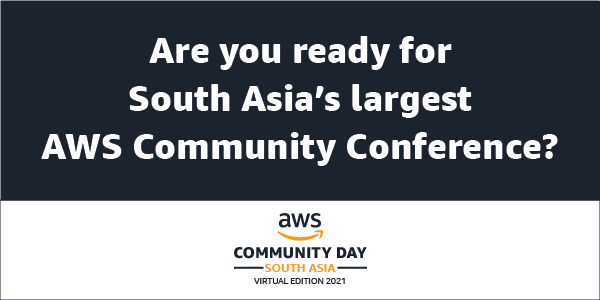 Are you ready for
South Asia's largest
AWS Community Conference?
aws
COMMUNITY DAY
SOUTH ASIA
VIRTUAL EDITION 2021